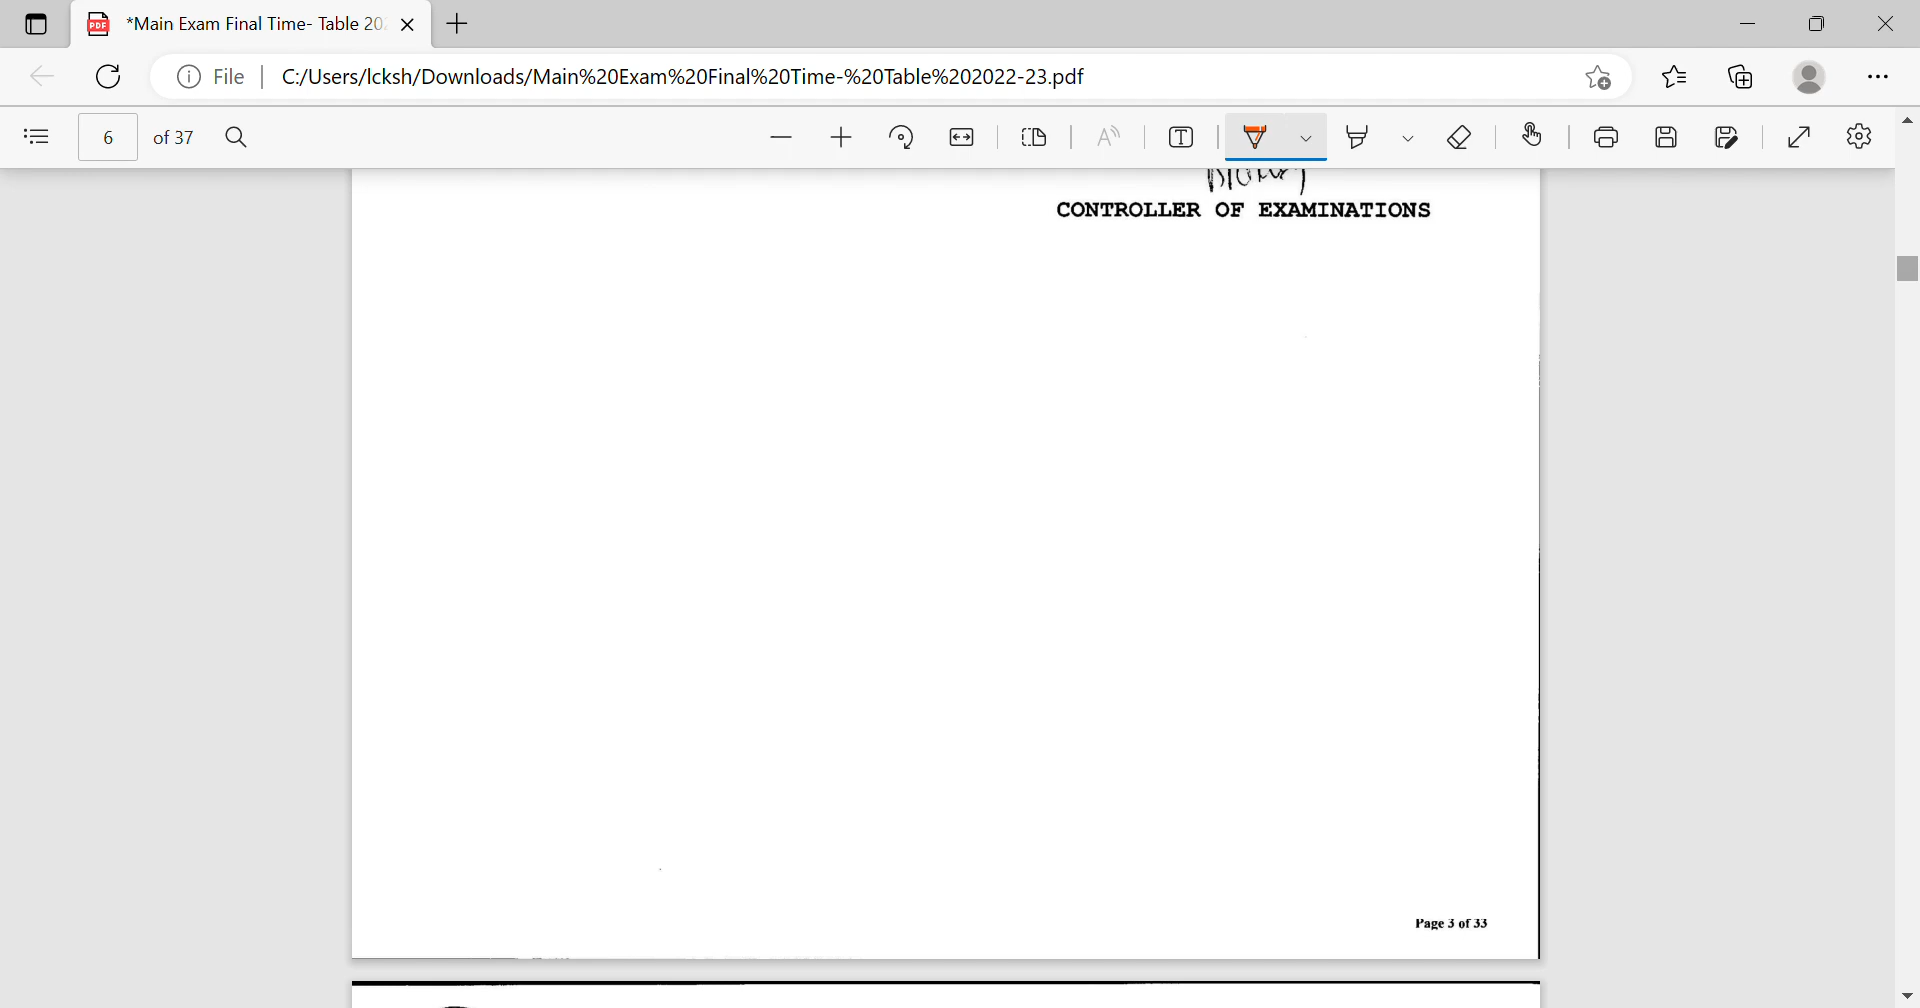 *Main Exam Final Time- Table 20
File C:/Users/lcksh/Downloads/Main%20Exam%20Final%20Time-%20Table%202022-23.pdf
6 of 37
CONTROLLER OF EXAMINATIONS
Page 3 of 33